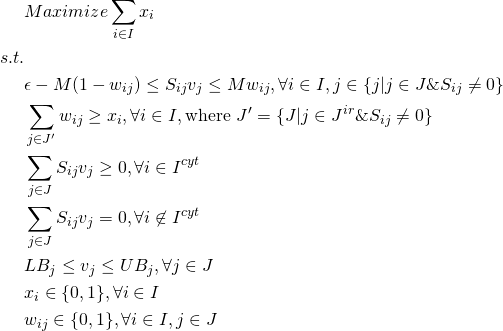 Maximize ∑_{i∈I} x_i
s.t.
ϵ − M(1 − w_{ij}) ≤ S_{ij}v_j ≤ Mw_{ij}, ∀i ∈ I, j ∈ {j|j ∈ J&S_{ij} ≠ 0}
∑_{j∈J′} w_{ij} ≥ x_i, ∀i ∈ I, where J′ = {J|j ∈ J^{ir}&S_{ij} ≠ 0}
∑_{j∈J} S_{ij}v_j ≥ 0, ∀i ∈ I^{cyt}
∑_{j∈J} S_{ij}v_j = 0, ∀i ∉ I^{cyt}
LB_j ≤ v_j ≤ UB_j, ∀j ∈ J
x_i ∈ {0, 1}, ∀i ∈ I
w_{ij} ∈ {0, 1}, ∀i ∈ I, j ∈ J